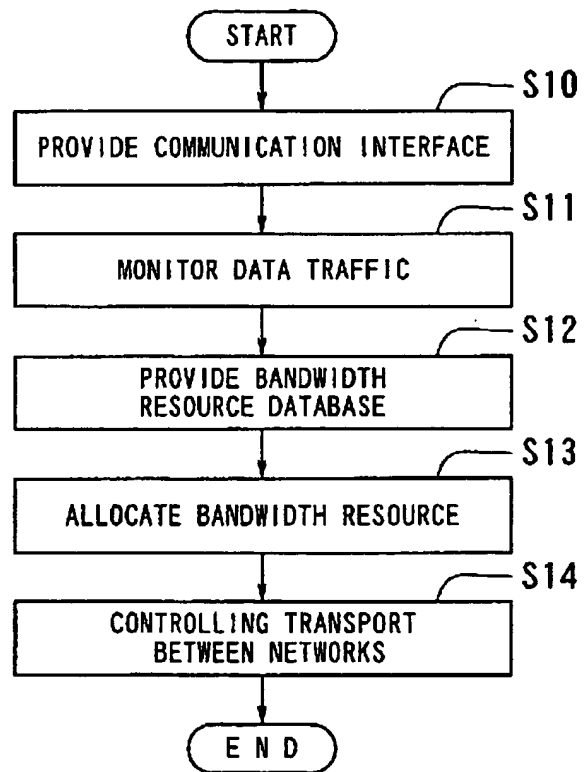 START
S10
PROVIDE COMMUNICATION INTERFACE
S11
MONITOR DATA TRAFFIC
S12
PROVIDE BANDWIDTH
RESOURCE DATABASE
S13
ALLOCATE BANDWIDTH RESOURCE
S14
CONTROLLING TRANSPORT
BETWEEN NETWORKS
END